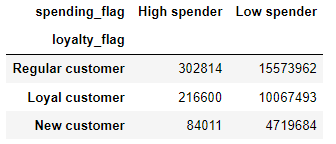 spending_flag High spender Low spender
loyalty_flag
Regular customer 302814 15573962
Loyal customer 216600 10067493
New customer 84011 4719684